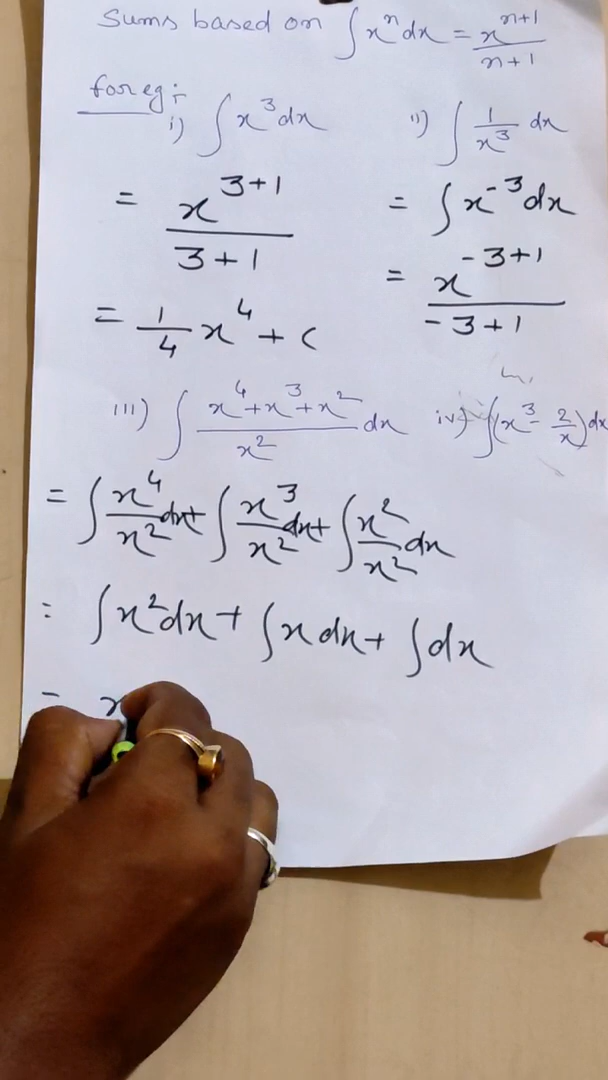 Sums based on ∫xⁿdx = xⁿ⁺¹/n+1
for eg:-
i) ∫x³dx
= x³⁺¹/3+1
= 1/4 x⁴ + c
ii) ∫1/x³ dx
= ∫x⁻³dx
= x⁻³⁺¹/-3+1
iii) ∫x⁴+x³+x²/x² dx
= ∫x⁴/x² dx + ∫x³/x² dx + ∫x²/x² dx
= ∫x²dx + ∫xdx + ∫dx
= x
iv) ∫(x³ - 2/x)dx